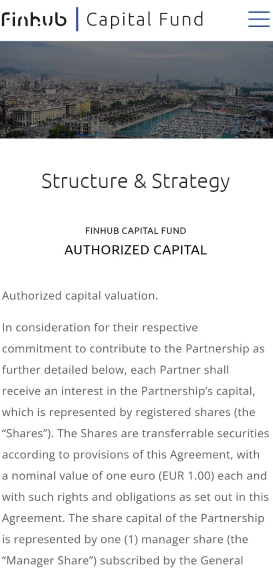 Finhub | Capital Fund
Structure & Strategy
FINHUB CAPITAL FUND
AUTHORIZED CAPITAL
Authorized capital valuation.
In consideration for their respective
commitment to contribute to the Partnership as
further detailed below, each Partner shall
receive an interest in the Partnership’s capital,
which is represented by registered shares (the
“Shares”). The Shares are transferrable securities
according to provisions of this Agreement, with
a nominal value of one euro (EUR 1.00) each and
with such rights and obligations as set out in this
Agreement. The share capital of the Partnership
is represented by one (1) manager share (the
“Manager Share”) subscribed by the General